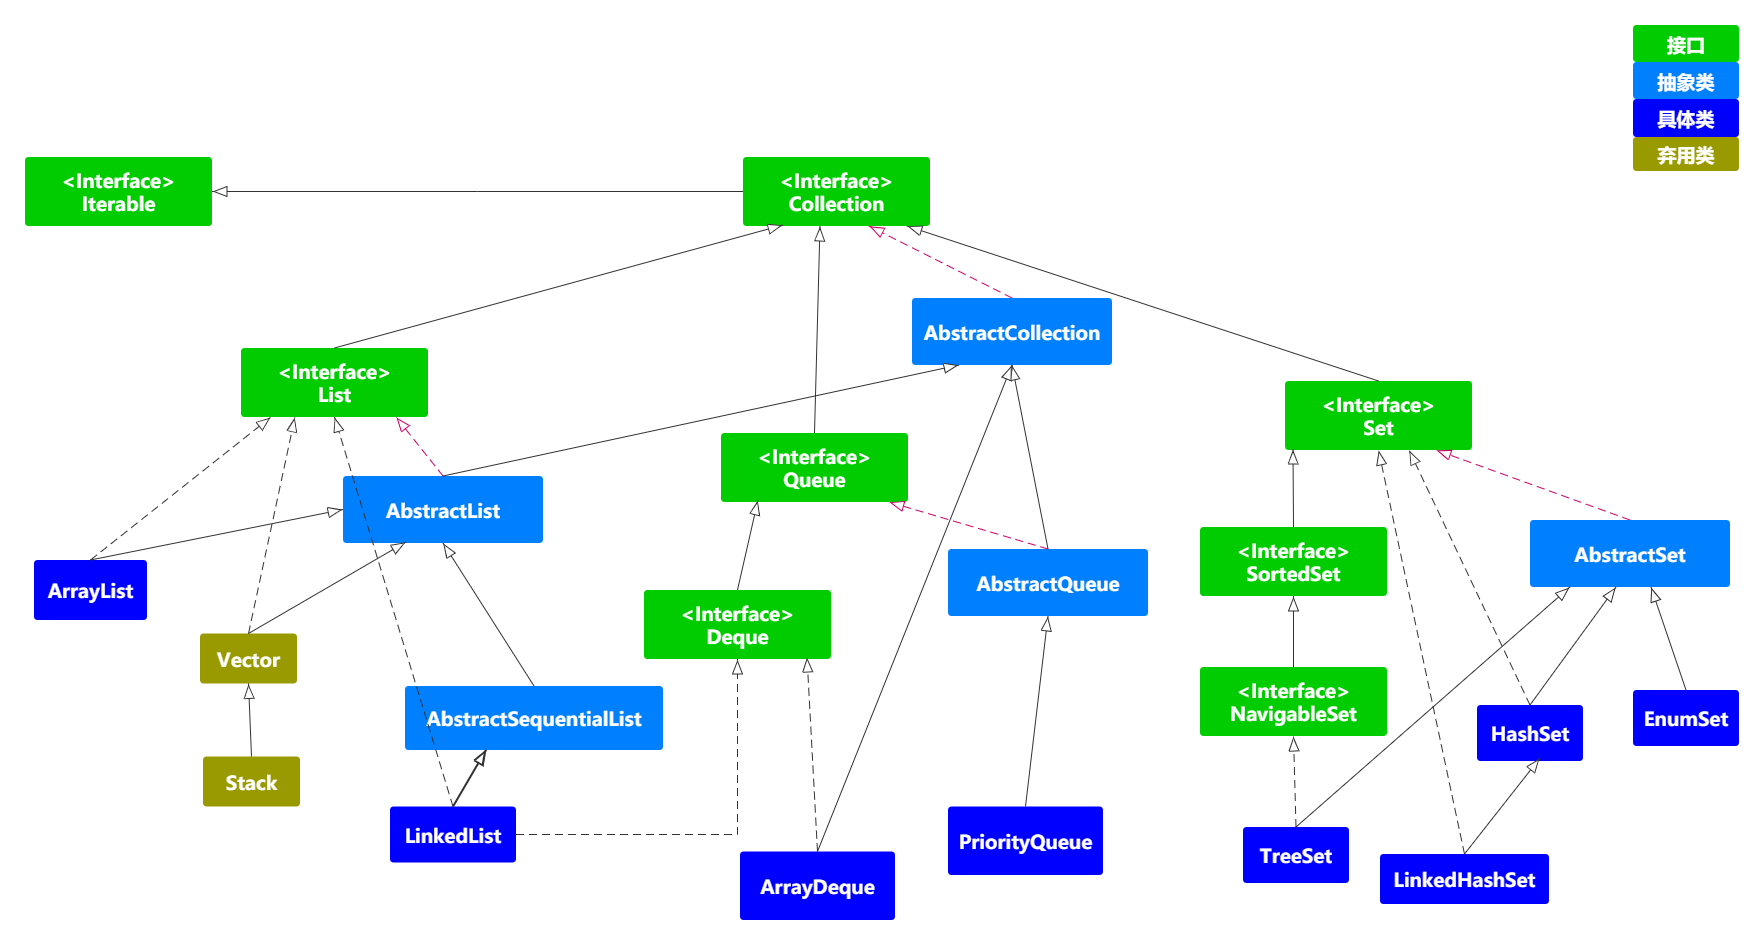 接口
抽象类
具体类
弃用类
<Interface>
Iterable
<Interface>
Collection
AbstractCollection
<Interface>
List
<Interface>
Set
<Interface>
Queue
AbstractList
AbstractSet
<Interface>
SortedSet
AbstractQueue
ArrayList
<Interface>
Deque
Vector
<Interface>
NavigableSet
AbstractSequentialList
HashSet
EnumSet
Stack
LinkedList
PriorityQueue
TreeSet
ArrayDeque
LinkedHashSet